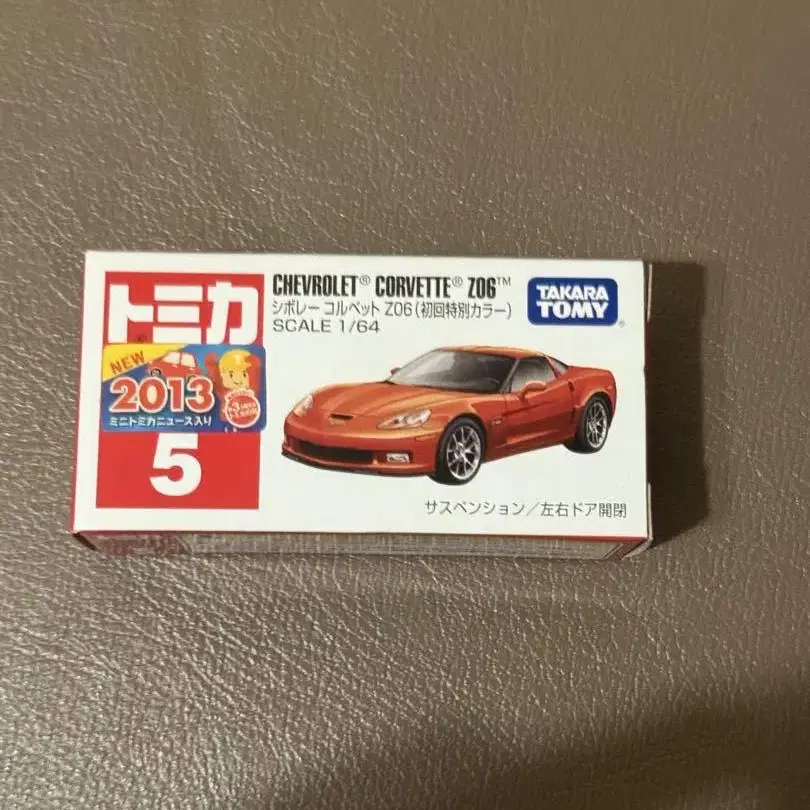 トミカ
NEW
2013
ミニトミカニュース入り
5
CHEVROLET® CORVETTE® Z06™
シボレー コルベット Z06(初回特別カラー)
SCALE 1/64
TAKARA
TOMY®
サスペンション/左右ドア開閉